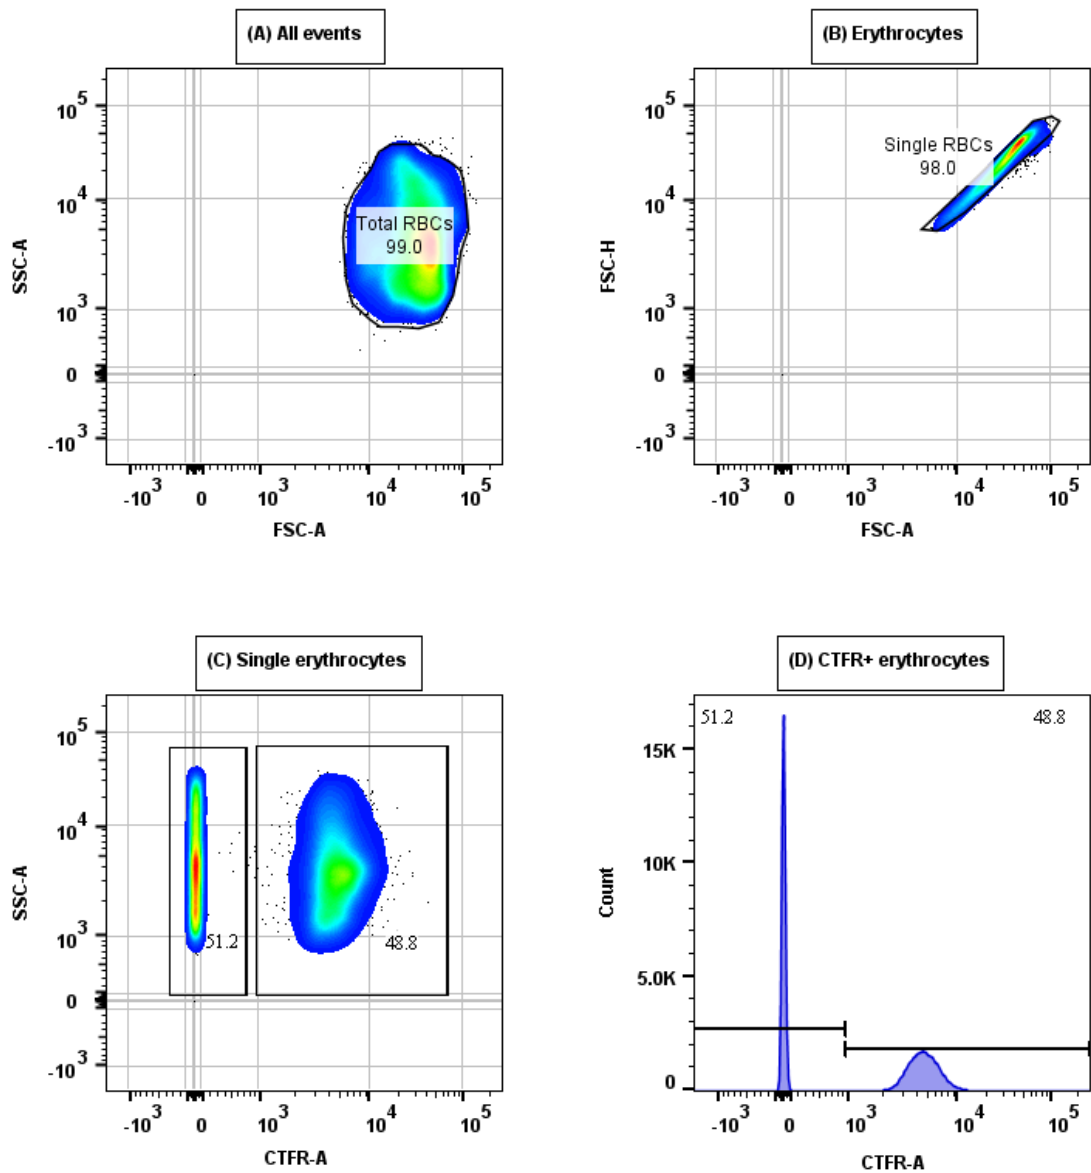 (A) All events
(B) Erythrocytes
10^5
10^4
10^3
0
-10^3
SSC-A
Total RBCs
99.0
-10^3 0 10^3 10^4 10^5
FSC-A
10^5
10^4
10^3
0
-10^3
FSC-H
Single RBCs
98.0
-10^3 0 10^3 10^4 10^5
FSC-A
(C) Single erythrocytes
(D) CTFR+ erythrocytes
10^5
10^4
10^3
0
-10^3
SSC-A
51.2
48.8
-10^3 0 10^3 10^4 10^5
CTFR-A
51.2
48.8
15K
10K
5.0K
0
Count
-10^3 0 10^3 10^4 10^5
CTFR-A